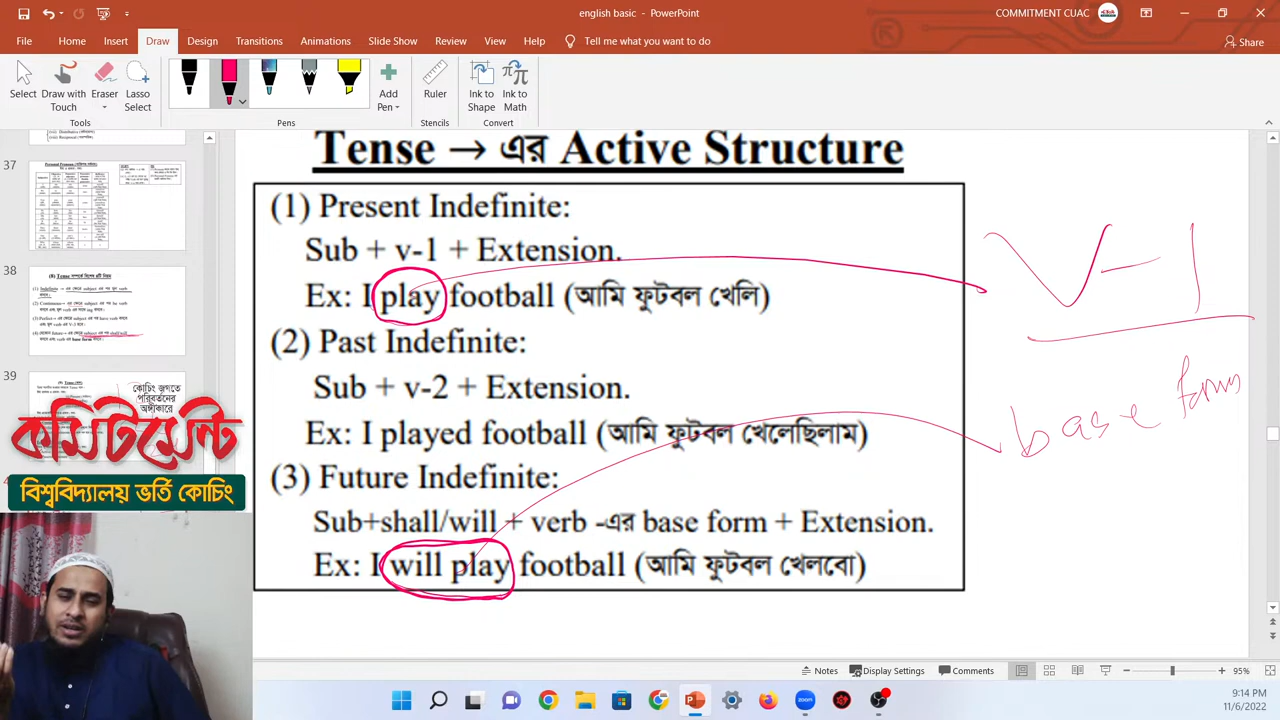 english basic - PowerPoint
COMMITMENT CUAC
File Home Insert Draw Design Transitions Animations Slide Show Review View Help Tell me what you want to do
Share
Select Draw with Touch Eraser Lasso Select Add Pen Ruler Ink to Shape Ink to Math
Tools Pens Stencils Convert
37
38
39
Tense → এর Active Structure
(1) Present Indefinite:
Sub + v-1 + Extension.
Ex: I play football (আমি ফুটবল খেলি)
(2) Past Indefinite:
Sub + v-2 + Extension.
Ex: I played football (আমি ফুটবল খেলেছিলাম)
(3) Future Indefinite:
Sub+shall/will + verb -এর base form + Extension.
Ex: I will play football (আমি ফুটবল খেলবো)
V-1
base form
কোচিং জগতে
পরিবর্তনের
অঙ্গীকারে
কমিটমেন্ট
বিশ্ববিদ্যালয় ভর্তি কোচিং
Notes Display Settings Comments 95%
9:14 PM
11/6/2022